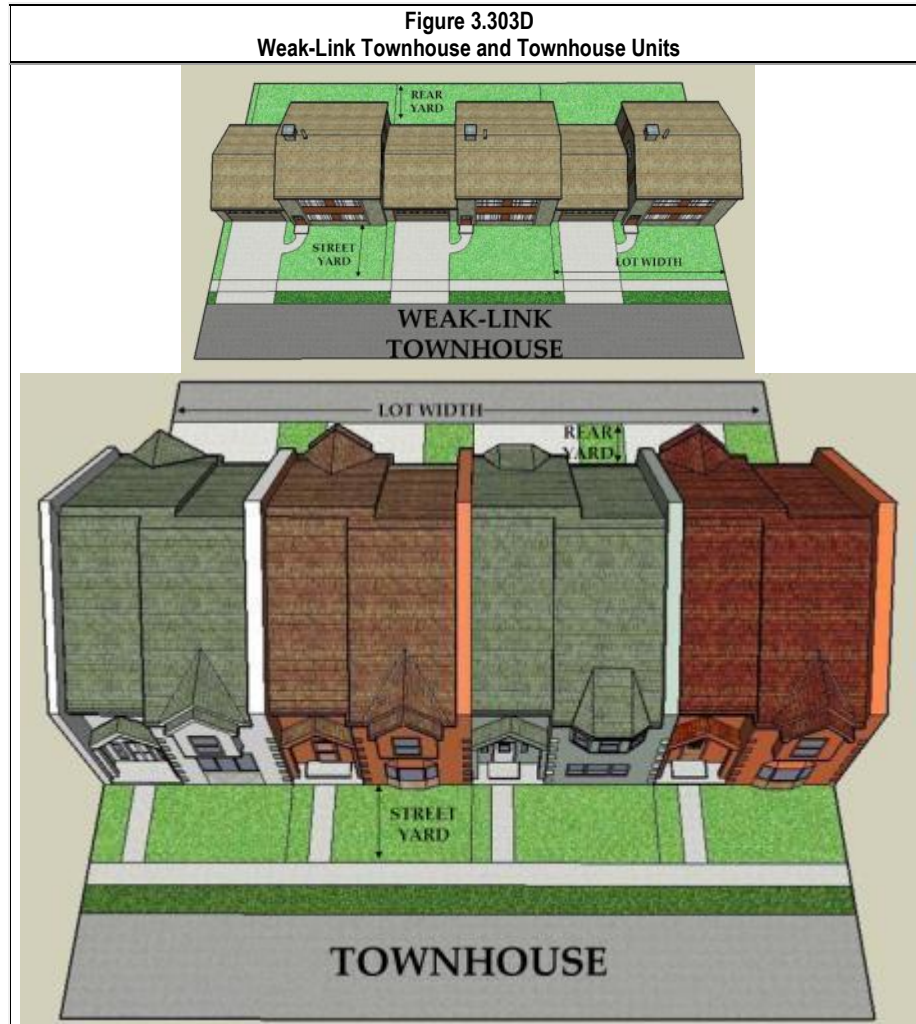 Figure 3.303D
Weak-Link Townhouse and Townhouse Units
REAR
YARD
STREET
YARD
LOT WIDTH
WEAK-LINK
TOWNHOUSE
LOT WIDTH
REAR
YARD
STREET
YARD
TOWNHOUSE